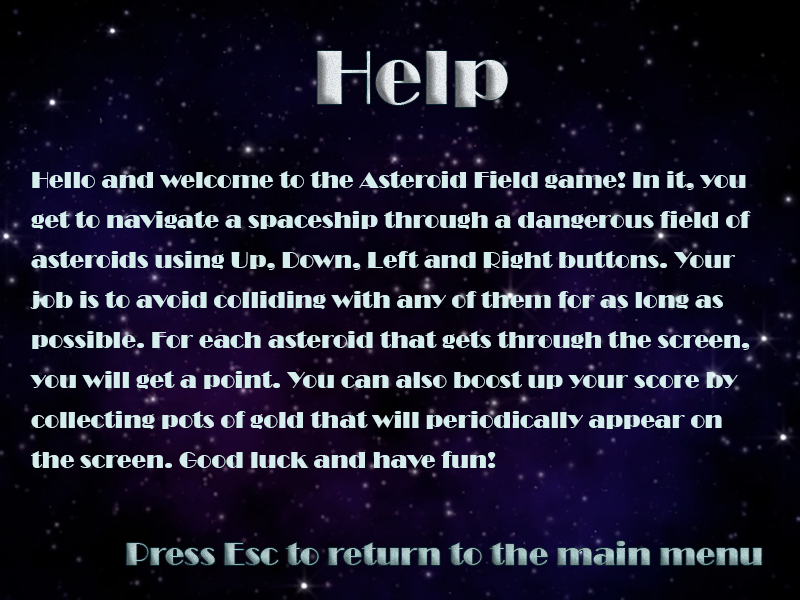 Help
Hello and welcome to the Asteroid Field game! In it, you
get to navigate a spaceship through a dangerous field of
asteroids using Up, Down, Left and Right buttons. Your
job is to avoid colliding with any of them for as long as
possible. For each asteroid that gets through the screen,
you will get a point. You can also boost up your score by
collecting pots of gold that will periodically appear on
the screen. Good luck and have fun!
Press Esc to return to the main menu